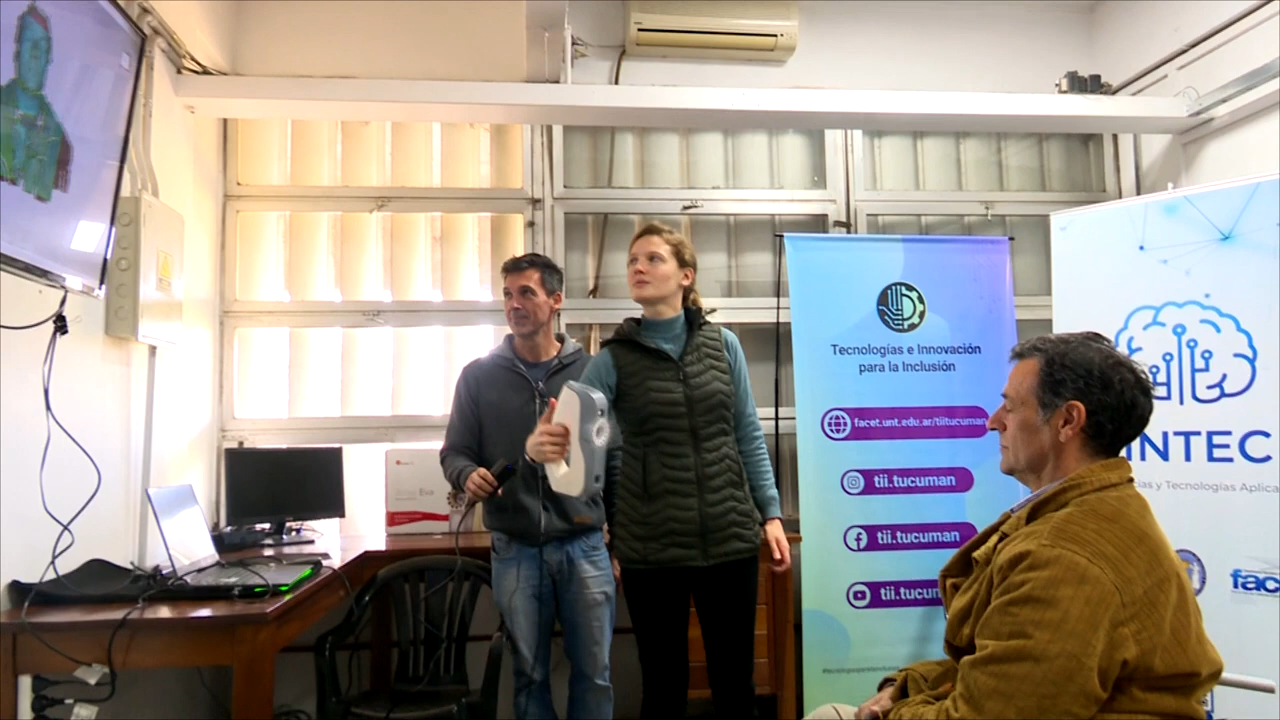 Tecnologías e Innovación
para la Inclusión
facet.unt.edu.ar/tiitucuman
tii.tucuman
tii.tucuman
tii.tucum
INTEC
cias y Tecnologías Aplica
face
Eva